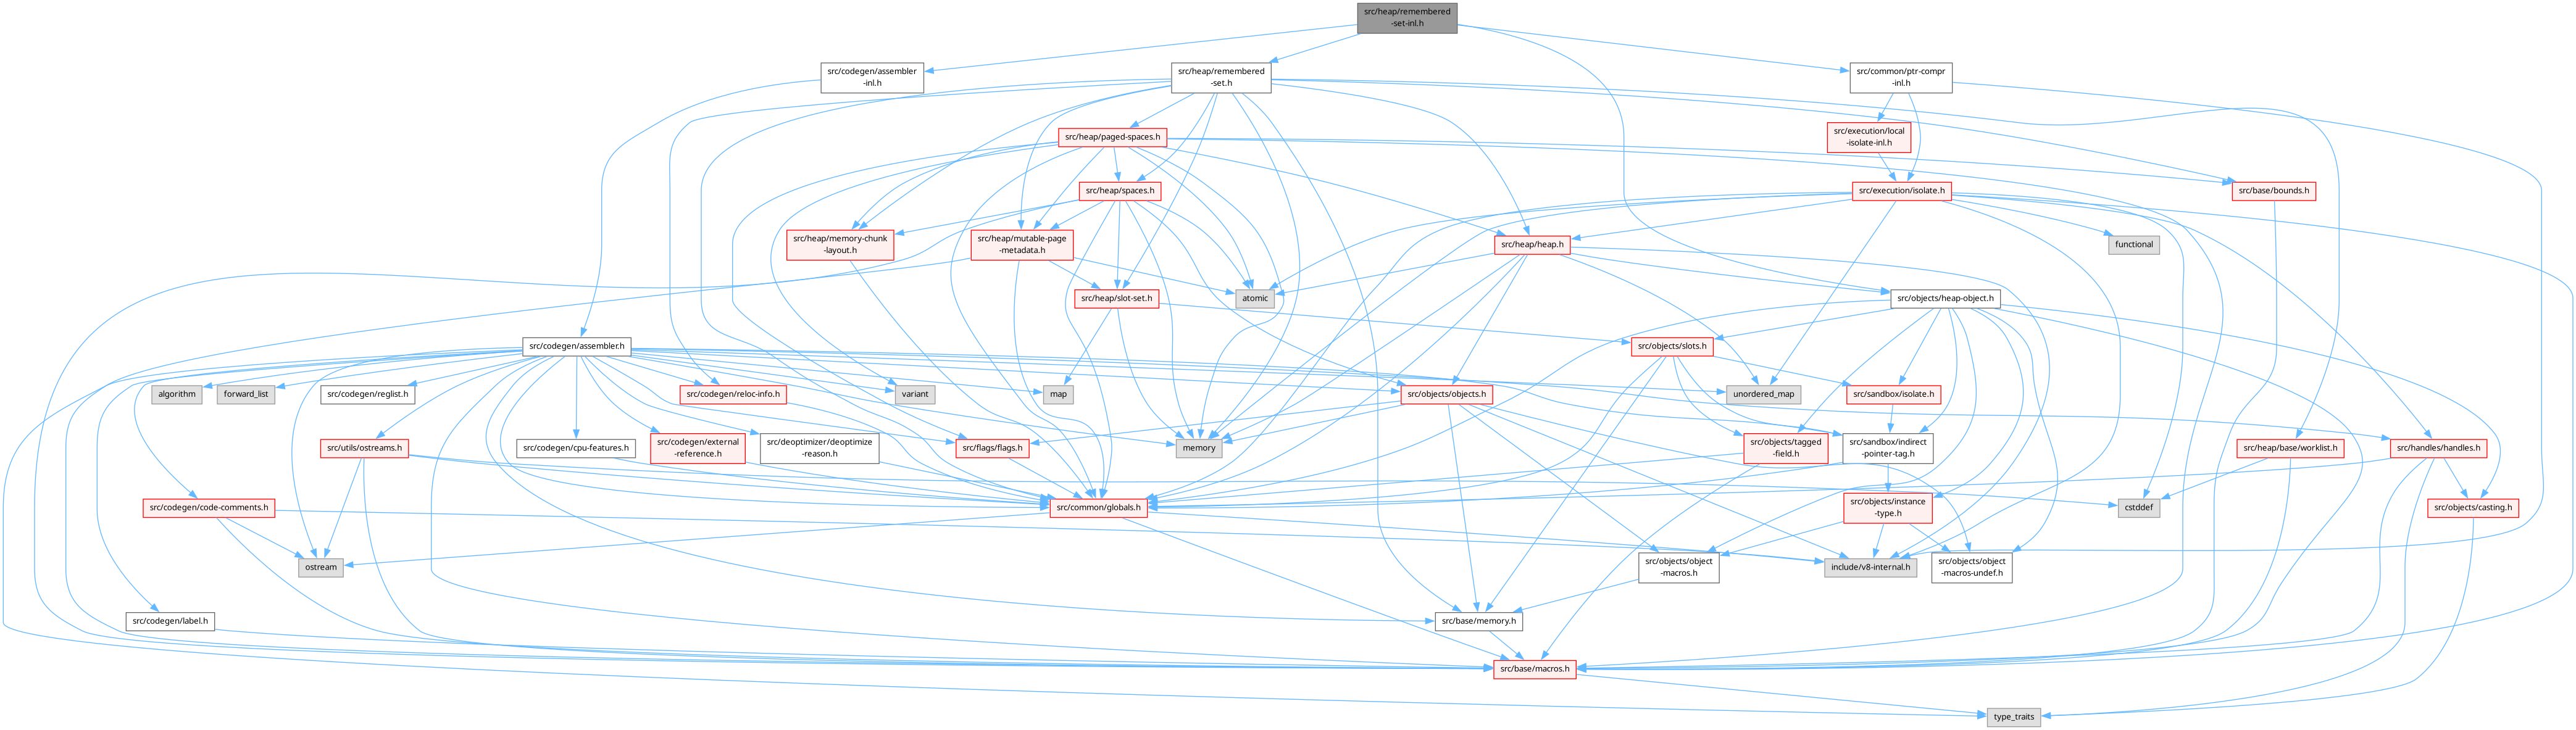 src/heap/remembered
-set-inl.h
src/codegen/assembler
-inl.h
src/heap/remembered
-set.h
src/common/ptr-compr
-inl.h
src/heap/paged-spaces.h
src/execution/local
-isolate-inl.h
src/heap/spaces.h
src/execution/isolate.h
src/base/bounds.h
src/heap/memory-chunk
-layout.h
src/heap/mutable-page
-metadata.h
src/heap/heap.h
functional
src/heap/slot-set.h
atomic
src/objects/heap-object.h
src/codegen/assembler.h
src/objects/slots.h
algorithm
forward_list
src/codegen/reglist.h
src/codegen/reloc-info.h
variant
map
src/objects/objects.h
unordered_map
src/sandbox/isolate.h
src/utils/ostreams.h
src/codegen/cpu-features.h
src/codegen/external
-reference.h
src/deoptimizer/deoptimize
-reason.h
src/flags/flags.h
memory
src/objects/tagged
-field.h
src/sandbox/indirect
-pointer-tag.h
src/heap/base/worklist.h
src/handles/handles.h
src/codegen/code-comments.h
src/common/globals.h
src/objects/instance
-type.h
cstddef
src/objects/casting.h
ostream
src/objects/object
-macros.h
include/v8-internal.h
src/objects/object
-macros-undef.h
src/codegen/label.h
src/base/memory.h
src/base/macros.h
type_traits